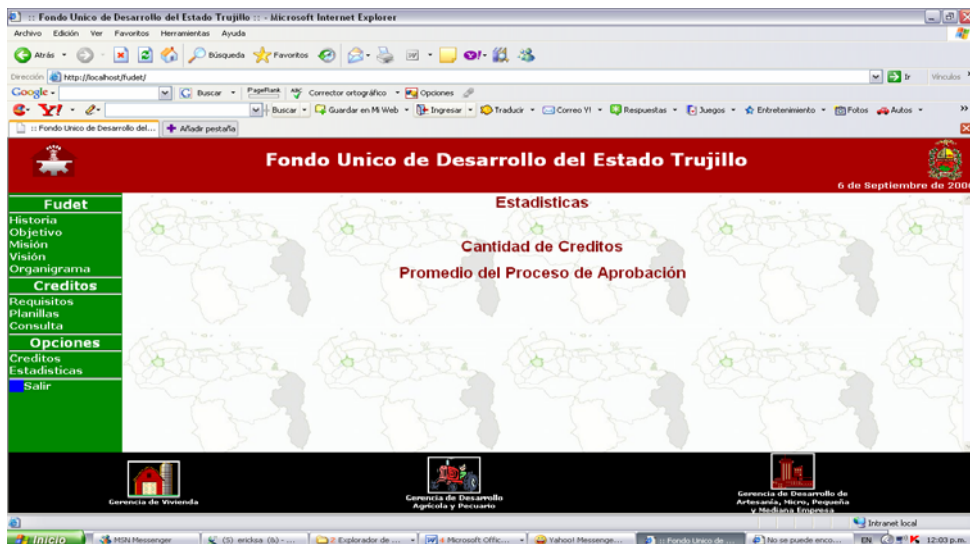 :: Fondo Unico de Desarrollo del Estado Trujillo :: - Microsoft Internet Explorer
Archivo Edición Ver Favoritos Herramientas Ayuda
Atrás Búsqueda Favoritos
Dirección http://localhost/fudet/ Ir Vínculos
Google Buscar PageRank ABC Corrector ortográfico Opciones
Y! Buscar Guardar en Mi Web Ingresar Traducir Correo Y! Respuestas Juegos Entretenimiento Fotos Autos
:: Fondo Unico de Desarrollo del... Añadir pestaña
Fondo Unico de Desarrollo del Estado Trujillo
6 de Septiembre de 200
Fudet
Historia
Objetivo
Misión
Visión
Organigrama
Creditos
Requisitos
Planillas
Consulta
Opciones
Creditos
Estadisticas
Salir
Estadisticas
Cantidad de Creditos
Promedio del Proceso de Aprobación
Gerencia de Vivienda
Gerencia de Desarrollo
Agrícola y Pecuario
Gerencia de Desarrollo de
Artesanía, Micro, Pequeña
y Mediana Empresa
Intranet local
Inicio MSN Messenger (S) ericksa (b) - ... 2 Explorador de ... 4 Microsoft Offic... Yahoo! Messenge... :: Fondo Unico de ... No se puede enco... EN 12:03 p.m.